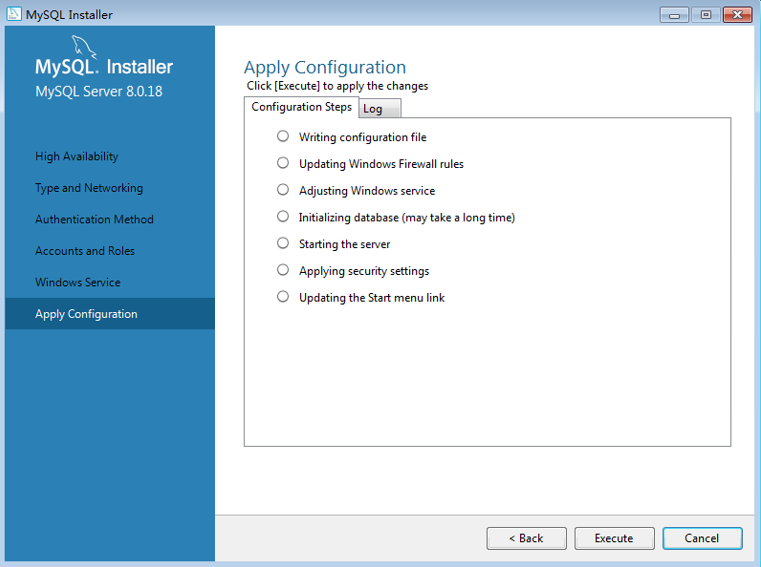 MySQL Installer
MySQL. Installer
MySQL Server 8.0.18
High Availability
Type and Networking
Authentication Method
Accounts and Roles
Windows Service
Apply Configuration
Apply Configuration
Click [Execute] to apply the changes
Configuration Steps
Log
Writing configuration file
Updating Windows Firewall rules
Adjusting Windows service
Initializing database (may take a long time)
Starting the server
Applying security settings
Updating the Start menu link
< Back
Execute
Cancel